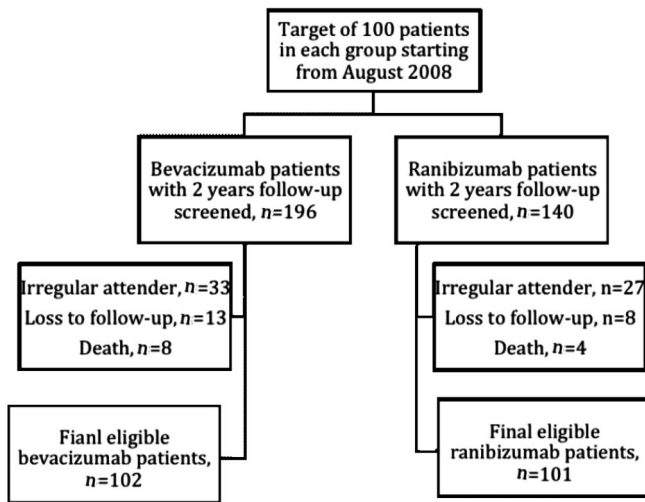 Target of 100 patients
in each group starting
from August 2008
Bevacizumab patients
with 2 years follow-up
screened, n=196
Ranibizumab patients
with 2 years follow-up
screened, n=140
Irregular attender, n=33
Loss to follow-up, n=13
Death, n=8
Irregular attender, n=27
Loss to follow-up, n=8
Death, n=4
Fianl eligible
bevacizumab patients,
n=102
Final eligible
ranibizumab patients,
n=101